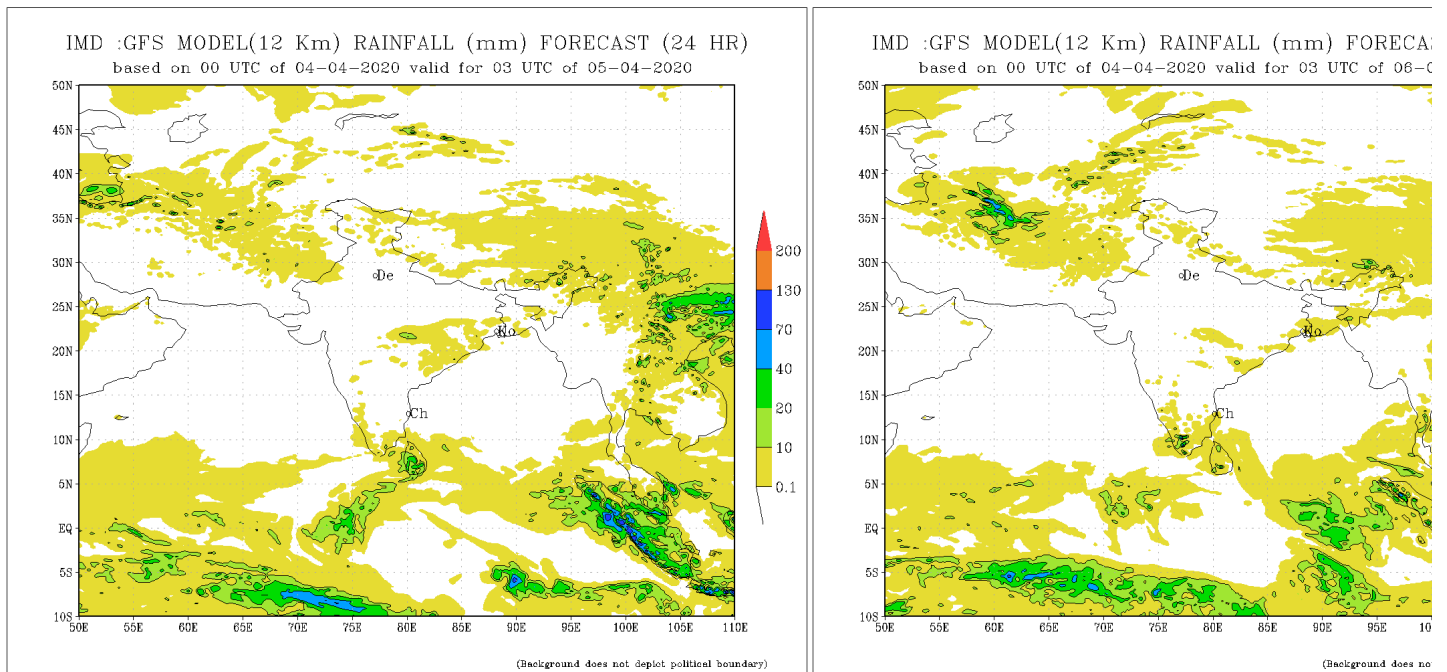 IMD :GFS MODEL(12 Km) RAINFALL (mm) FORECAST (24 HR)
based on 00 UTC of 04-04-2020 valid for 03 UTC of 05-04-2020
50N
45N
40N
35N
30N
25N
20N
15N
10N
5N
EQ
5S
10S
50E 55E 60E 65E 70E 75E 80E 85E 90E 95E 100E 105E 110E
De
Ko
Ch
200
130
70
40
20
10
0.1
(Background does not depict political boundary)
IMD :GFS MODEL(12 Km) RAINFALL (mm) FORECAS
based on 00 UTC of 04-04-2020 valid for 03 UTC of 06-0
50N
45N
40N
35N
30N
25N
20N
15N
10N
5N
EQ
5S
10S
50E 55E 60E 65E 70E 75E 80E 85E 90E 95E 10
De
Ko
Ch
(Background does not